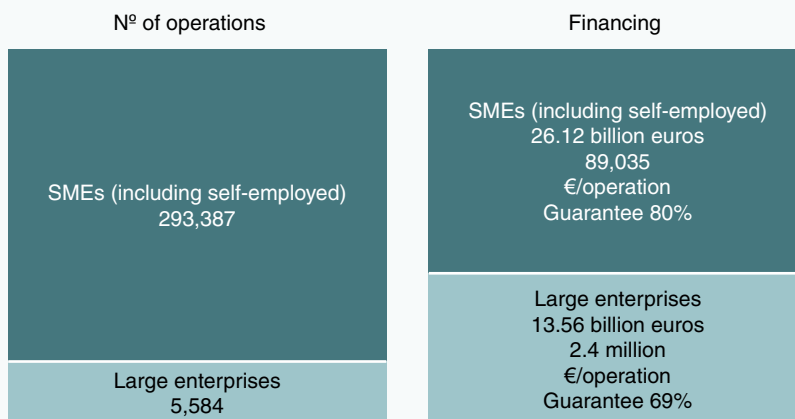 Nº of operations
SMEs (including self-employed)
293,387
Large enterprises
5,584
Financing
SMEs (including self-employed)
26.12 billion euros
89,035
€/operation
Guarantee 80%
Large enterprises
13.56 billion euros
2.4 million
€/operation
Guarantee 69%